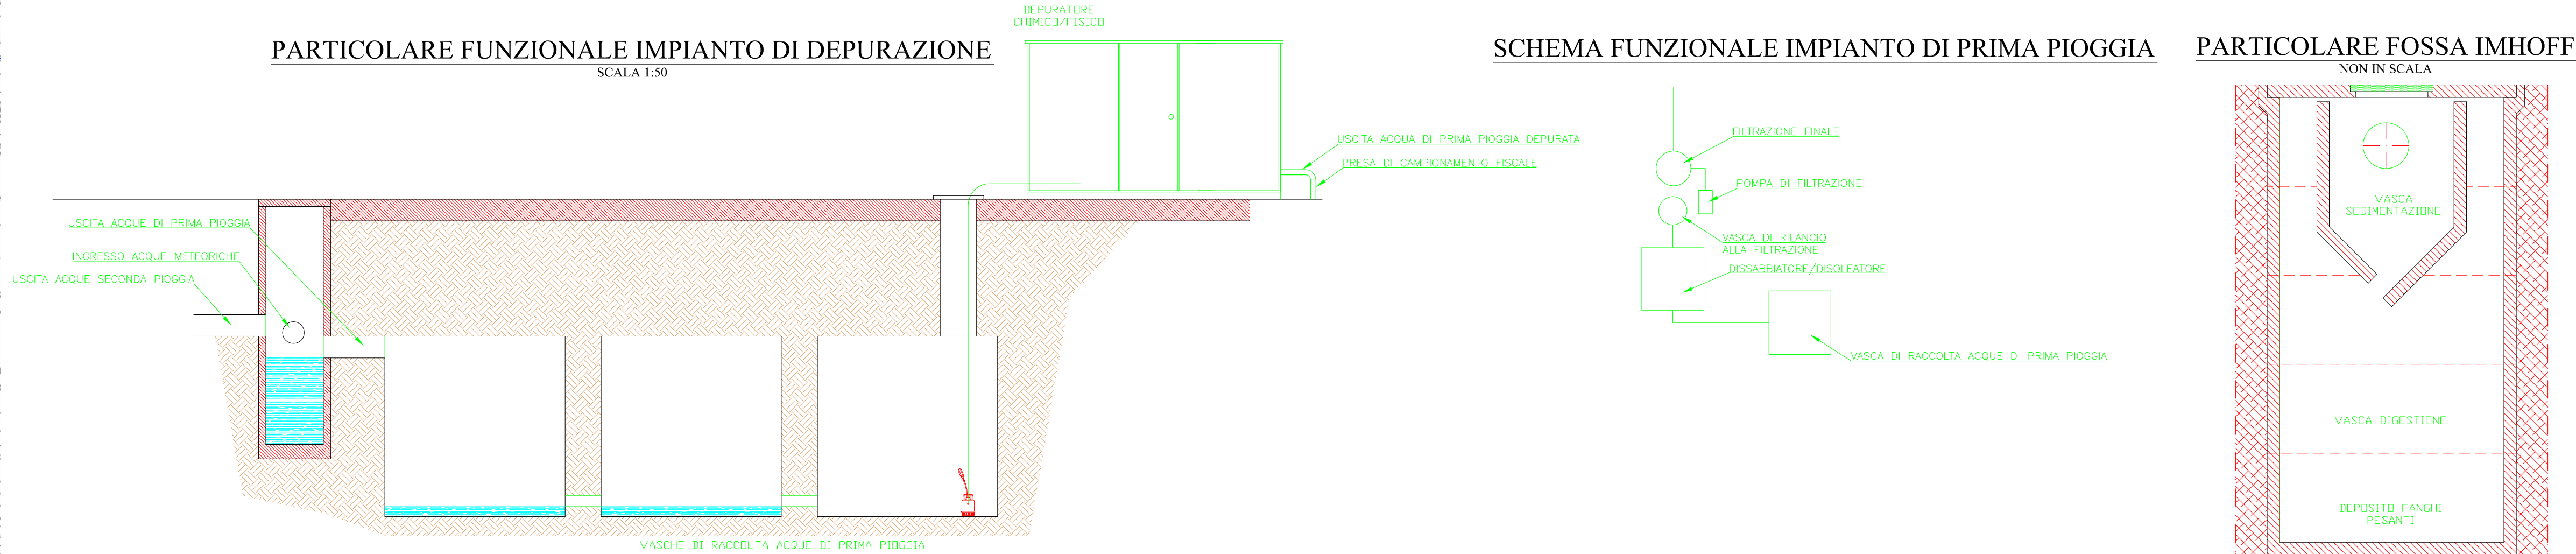 DEPURATORE
CHIMICO/FISICO
PARTICOLARE FUNZIONALE IMPIANTO DI DEPURAZIONE
SCALA 1:50
USCITA ACQUA DI PRIMA PIOGGIA DEPURATA
PRESA DI CAMPIONAMENTO FISCALE
USCITA ACQUE DI PRIMA PIOGGIA
INGRESSO ACQUE METEORICHE
USCITA ACQUE SECONDA PIOGGIA
VASCHE DI RACCOLTA ACQUE DI PRIMA PIOGGIA
SCHEMA FUNZIONALE IMPIANTO DI PRIMA PIOGGIA
FILTRAZIONE FINALE
POMPA DI FILTRAZIONE
VASCA DI RILANCIO
ALLA FILTRAZIONE
DISSABBIATORE/DISOLEATORE
VASCA DI RACCOLTA ACQUE DI PRIMA PIOGGIA
PARTICOLARE FOSSA IMHOFF
NON IN SCALA
VASCA
SEDIMENTAZIONE
VASCA DIGESTIONE
DEPOSITO FANGHI
PESANTI